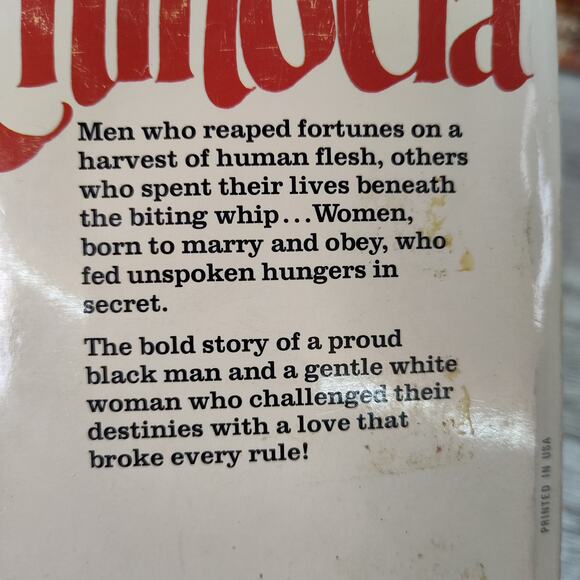 Men who reaped fortunes on a
harvest of human flesh, others
who spent their lives beneath
the biting whip...Women,
born to marry and obey, who
fed unspoken hungers in
secret.
The bold story of a proud
black man and a gentle white
woman who challenged their
destinies with a love that
broke every rule!
PRINTED IN USA